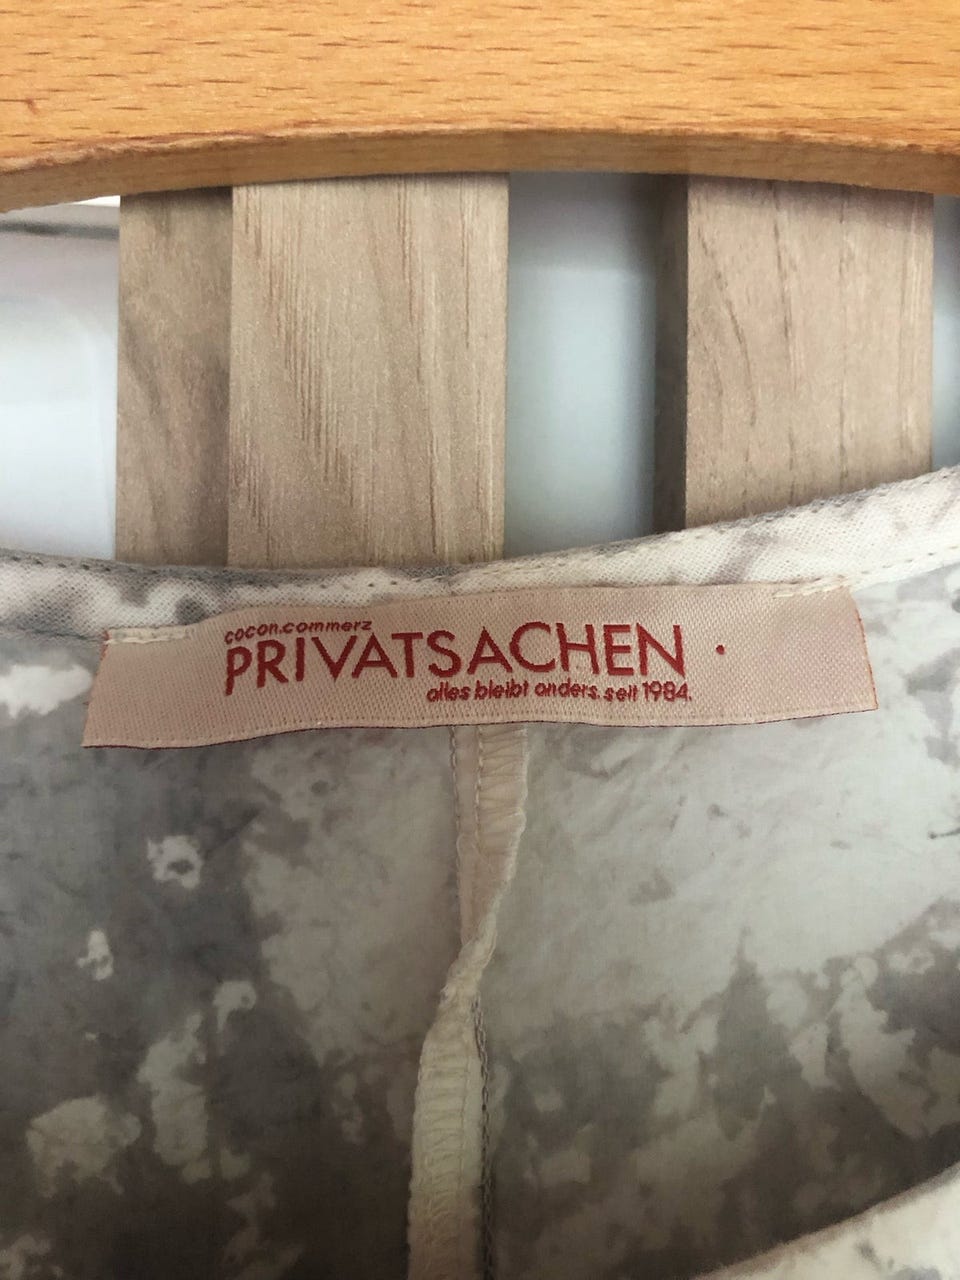 cocon.commerz
PRIVATSACHEN •
alles bleibt anders. seit 1984.